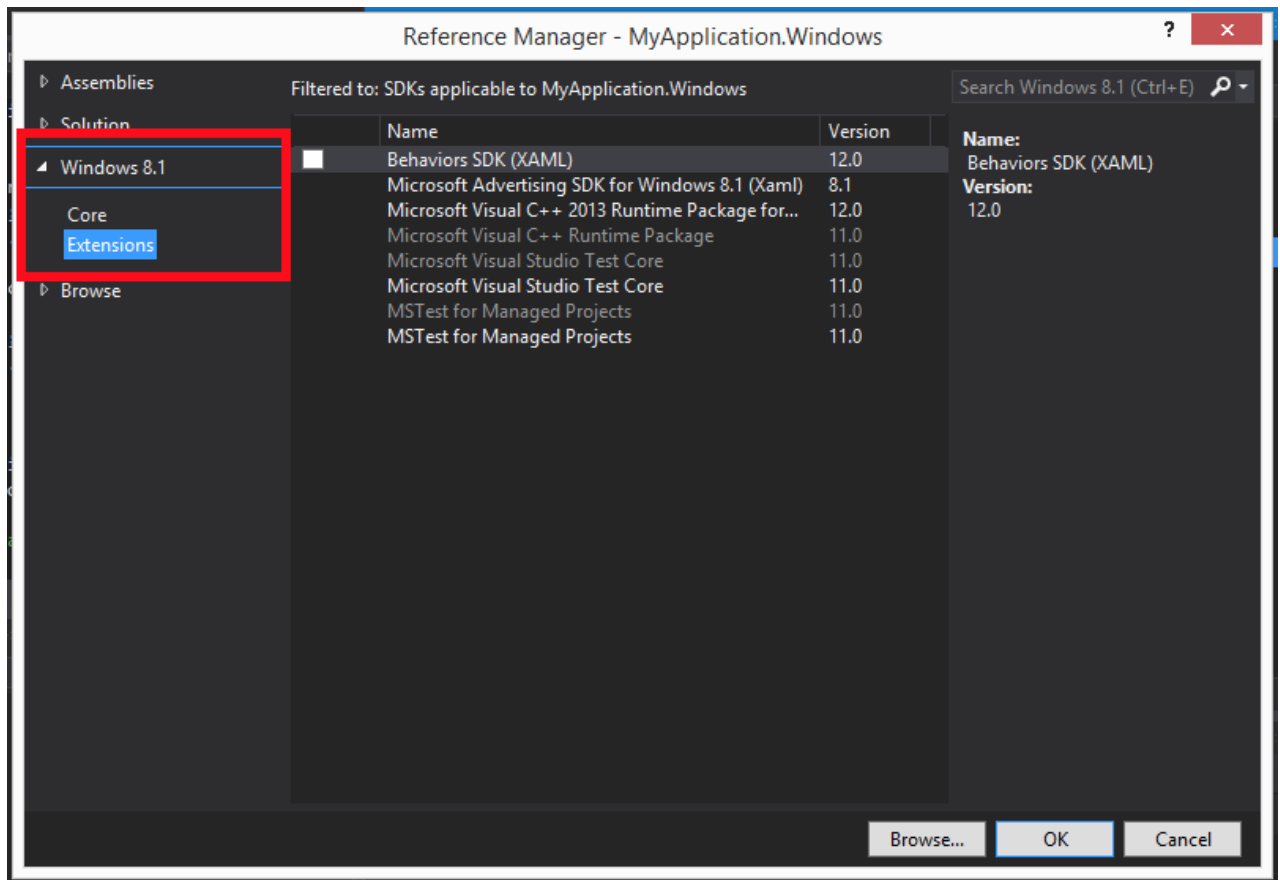 Reference Manager - MyApplication.Windows
?
Assemblies
Filtered to: SDKs applicable to MyApplication.Windows
Search Windows 8.1 (Ctrl+E)
Solution
Windows 8.1
Core
Extensions
Browse
Name Version
Behaviors SDK (XAML) 12.0
Microsoft Advertising SDK for Windows 8.1 (Xaml) 8.1
Microsoft Visual C++ 2013 Runtime Package for... 12.0
Microsoft Visual C++ Runtime Package 11.0
Microsoft Visual Studio Test Core 11.0
Microsoft Visual Studio Test Core 11.0
MSTest for Managed Projects 11.0
MSTest for Managed Projects 11.0
Name:
Behaviors SDK (XAML)
Version:
12.0
Browse... OK Cancel